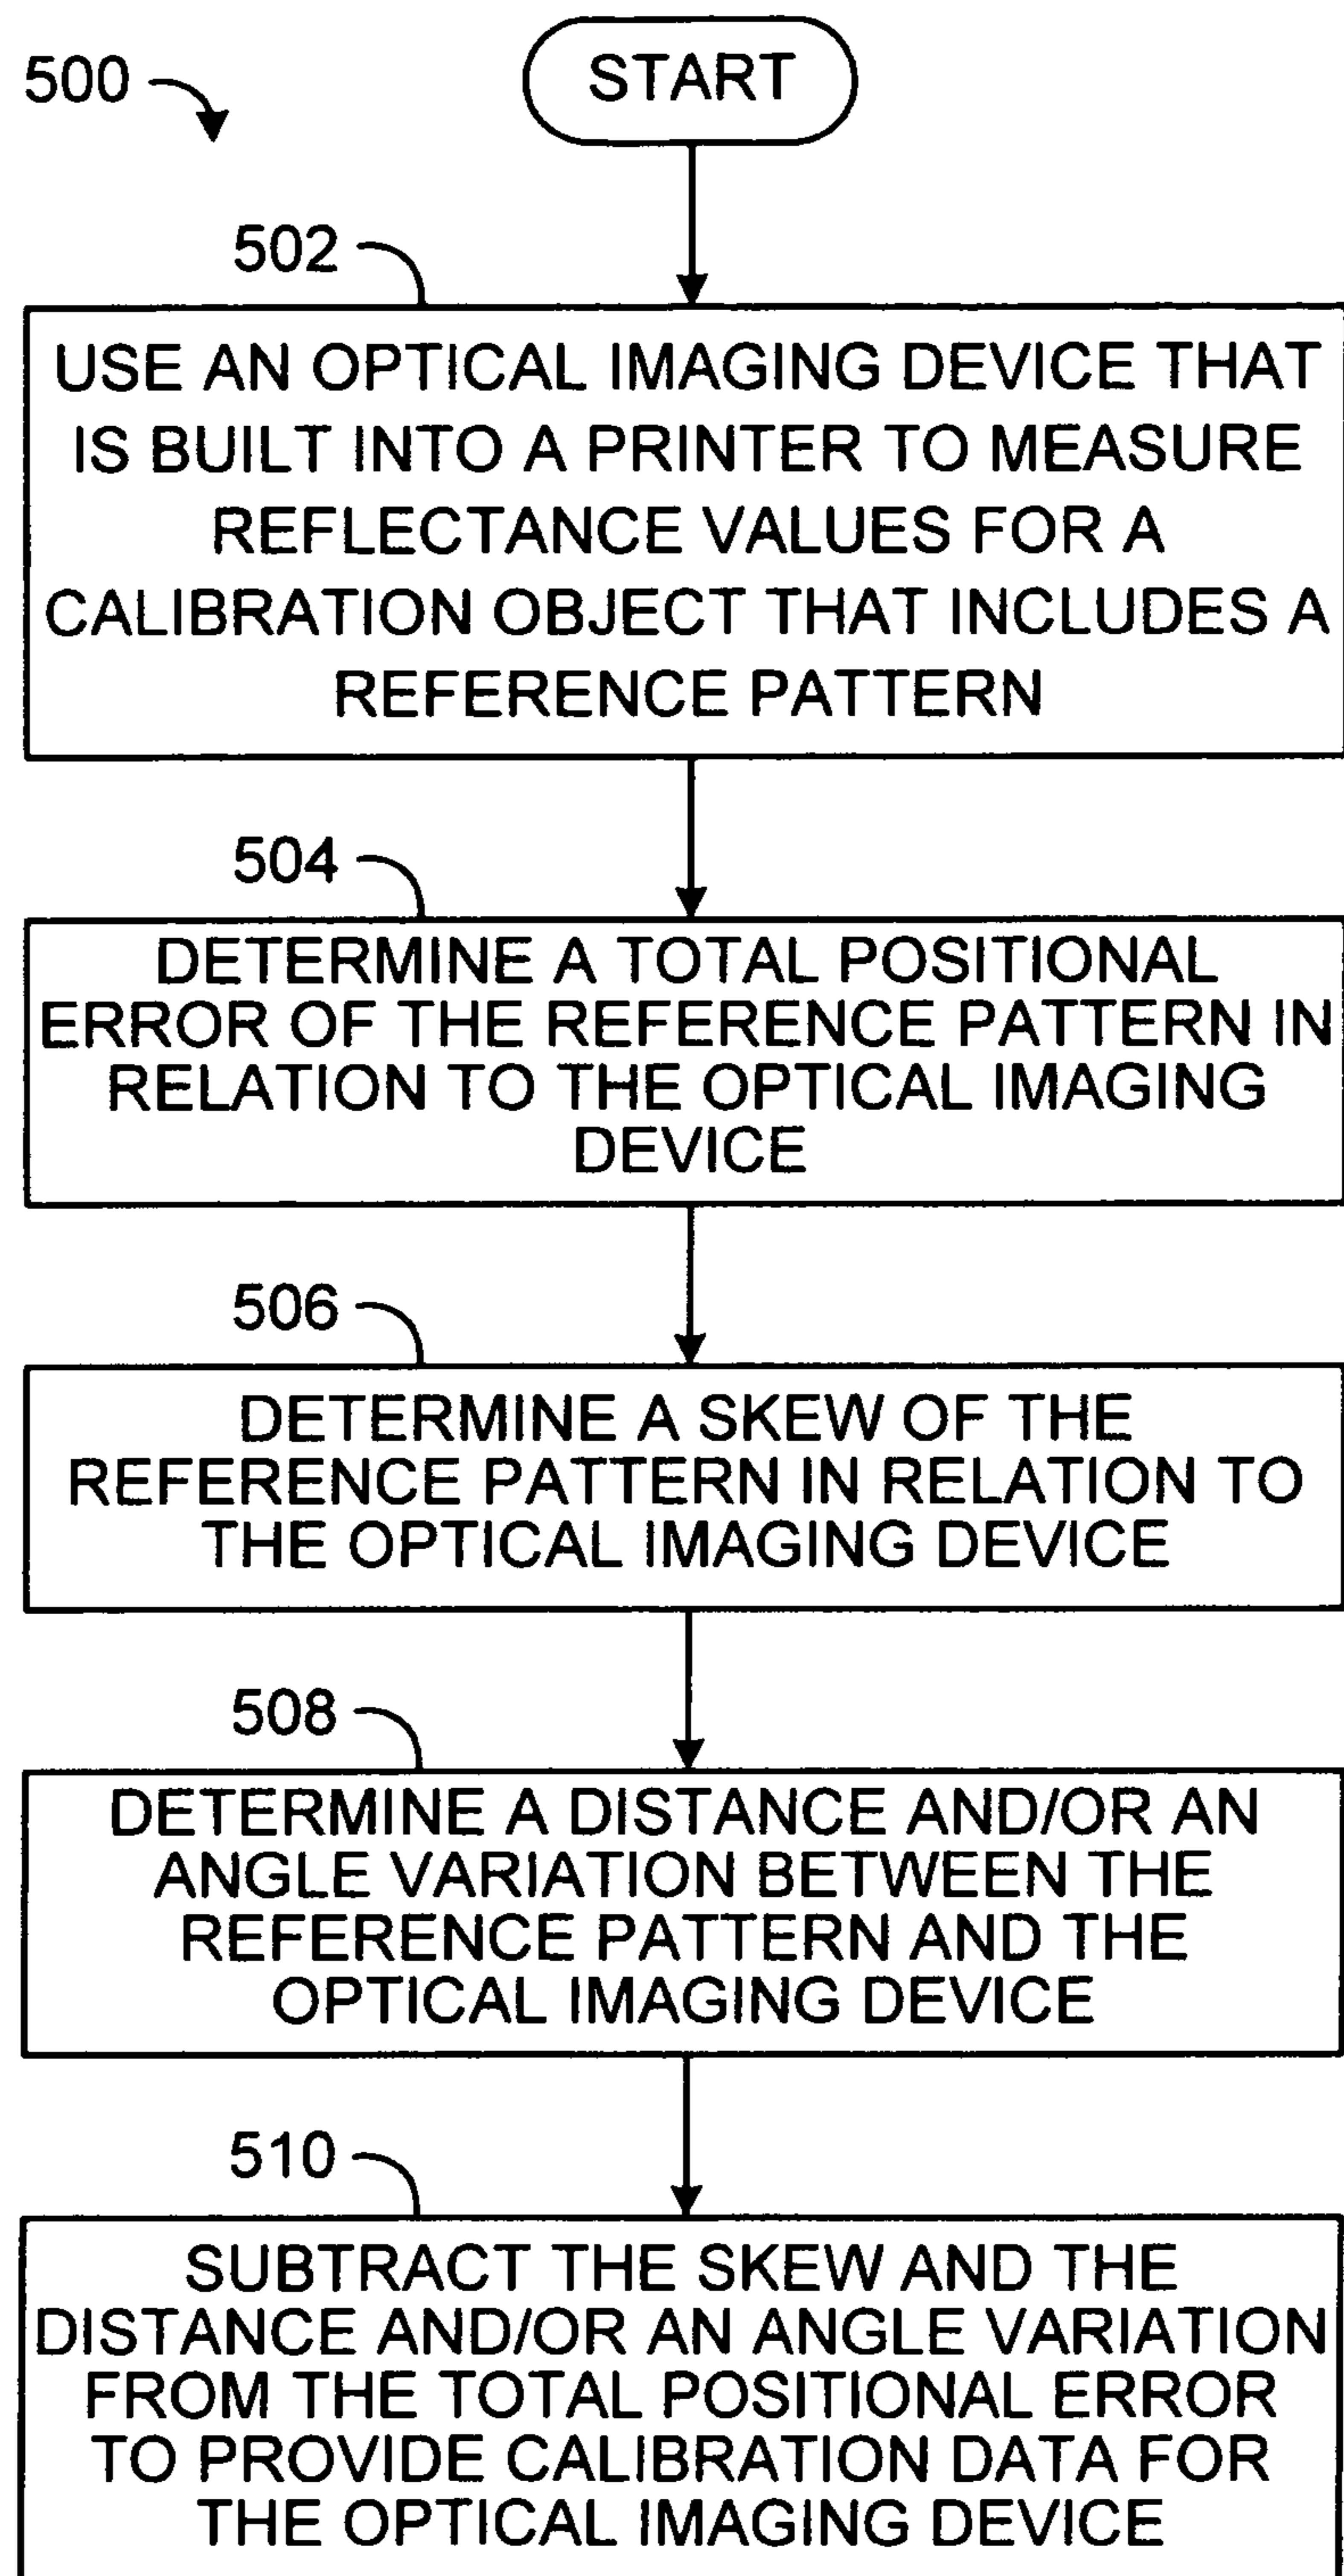 500
START
502
USE AN OPTICAL IMAGING DEVICE THAT
IS BUILT INTO A PRINTER TO MEASURE
REFLECTANCE VALUES FOR A
CALIBRATION OBJECT THAT INCLUDES A
REFERENCE PATTERN
504
DETERMINE A TOTAL POSITIONAL
ERROR OF THE REFERENCE PATTERN IN
RELATION TO THE OPTICAL IMAGING
DEVICE
506
DETERMINE A SKEW OF THE
REFERENCE PATTERN IN RELATION TO
THE OPTICAL IMAGING DEVICE
508
DETERMINE A DISTANCE AND/OR AN
ANGLE VARIATION BETWEEN THE
REFERENCE PATTERN AND THE
OPTICAL IMAGING DEVICE
510
SUBTRACT THE SKEW AND THE
DISTANCE AND/OR AN ANGLE VARIATION
FROM THE TOTAL POSITIONAL ERROR
TO PROVIDE CALIBRATION DATA FOR
THE OPTICAL IMAGING DEVICE